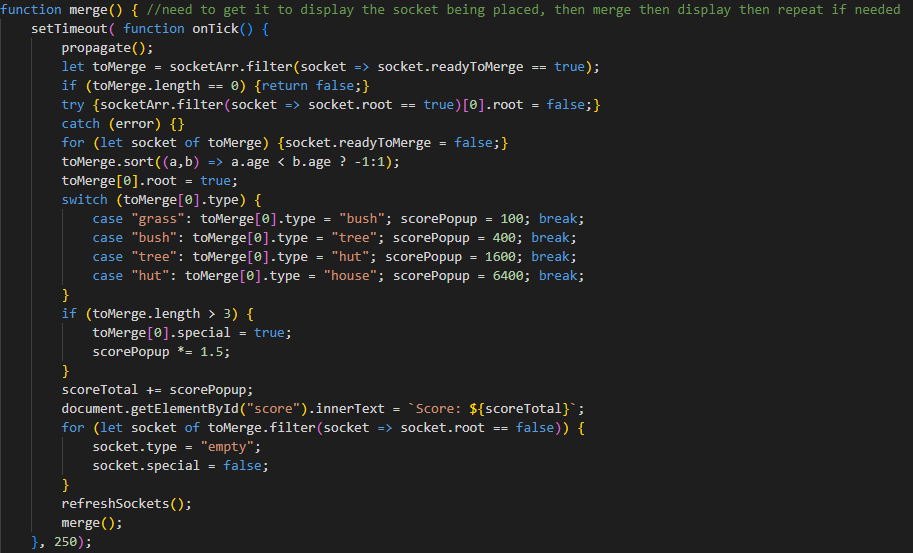 function merge() { //need to get it to display the socket being placed, then merge then display then repeat if needed
    setTimeout( function onTick() {
        propagate();
        let toMerge = socketArr.filter(socket => socket.readyToMerge == true);
        if (toMerge.length == 0) {return false;}
        try {socketArr.filter(socket => socket.root == true)[0].root = false;}
        catch (error) {}
        for (let socket of toMerge) {socket.readyToMerge = false;}
        toMerge.sort((a,b) => a.age < b.age ? -1:1);
        toMerge[0].root = true;
        switch (toMerge[0].type) {
            case "grass": toMerge[0].type = "bush"; scorePopup = 100; break;
            case "bush": toMerge[0].type = "tree"; scorePopup = 400; break;
            case "tree": toMerge[0].type = "hut"; scorePopup = 1600; break;
            case "hut": toMerge[0].type = "house"; scorePopup = 6400; break;
        }
        if (toMerge.length > 3) {
            toMerge[0].special = true;
            scorePopup *= 1.5;
        }
        scoreTotal += scorePopup;
        document.getElementById("score").innerText = `Score: ${scoreTotal}`;
        for (let socket of toMerge.filter(socket => socket.root == false)) {
            socket.type = "empty";
            socket.special = false;
        }
        refreshSockets();
        merge();
    }, 250);